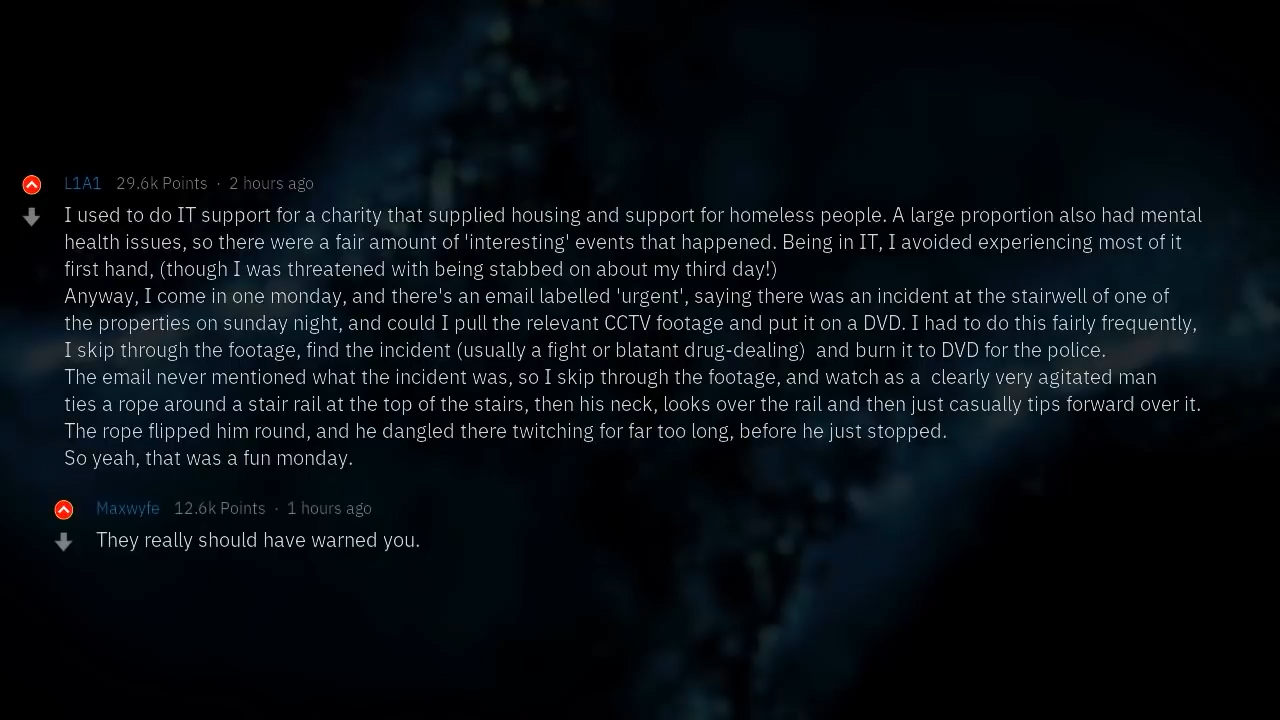 L1A1 29.6k Points · 2 hours ago
I used to do IT support for a charity that supplied housing and support for homeless people. A large proportion also had mental
health issues, so there were a fair amount of 'interesting' events that happened. Being in IT, I avoided experiencing most of it
first hand, (though I was threatened with being stabbed on about my third day!)
Anyway, I come in one monday, and there's an email labelled 'urgent', saying there was an incident at the stairwell of one of
the properties on sunday night, and could I pull the relevant CCTV footage and put it on a DVD. I had to do this fairly frequently,
I skip through the footage, find the incident (usually a fight or blatant drug-dealing)  and burn it to DVD for the police.
The email never mentioned what the incident was, so I skip through the footage, and watch as a  clearly very agitated man
ties a rope around a stair rail at the top of the stairs, then his neck, looks over the rail and then just casually tips forward over it.
The rope flipped him round, and he dangled there twitching for far too long, before he just stopped.
So yeah, that was a fun monday.
Maxwyfe 12.6k Points · 1 hours ago
They really should have warned you.